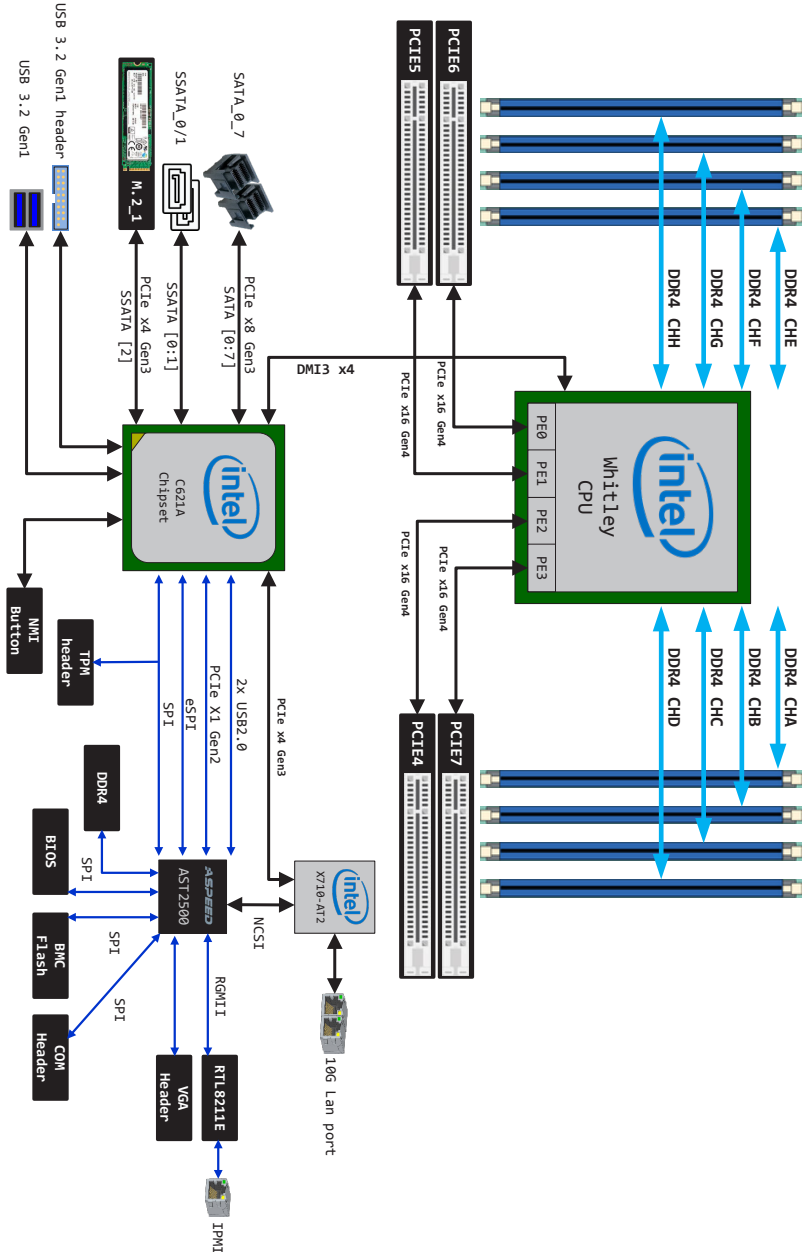 DDR4 CHE
DDR4 CHF
DDR4 CHG
DDR4 CHH
DDR4 CHA
DDR4 CHB
DDR4 CHC
DDR4 CHD
intel
Whitley
CPU
PE0
PE1
PE2
PE3
PCIE6
PCIE5
PCIE7
PCIE4
PCIe x16 Gen4
PCIe x16 Gen4
PCIe x16 Gen4
PCIe x16 Gen4
DMI3 x4
SATA_0_7
SSATA_0/1
M.2_1
USB 3.2 Gen1 header
USB 3.2 Gen1
PCIe x8 Gen3
SATA [0:7]
SSATA [0:1]
PCIe x4 Gen3
SSATA [2]
intel
C621A
Chipset
NMI
Button
PCIe x4 Gen3
2x USB2.0
PCIe X1 Gen2
eSPI
SPI
TPM
header
intel
X710-AT2
10G Lan port
NCSI
ASPEED
AST2500
DDR4
BIOS
SPI
BMC
Flash
SPI
COM
Header
SPI
VGA
Header
RGMII
RTL8211E
IPMI